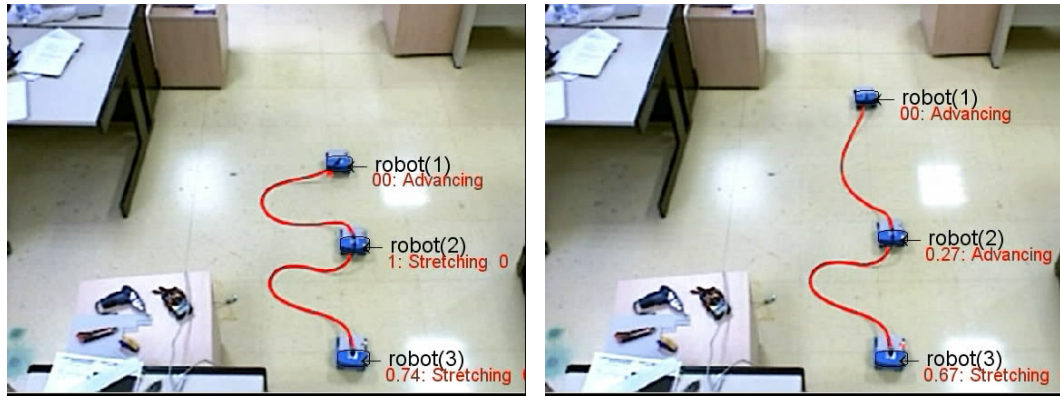 robot(1)
00: Advancing
robot(2)
1: Stretching 0
robot(3)
0.74: Stretching
robot(1)
00: Advancing
robot(2)
0.27: Advancing
robot(3)
0.67: Stretching